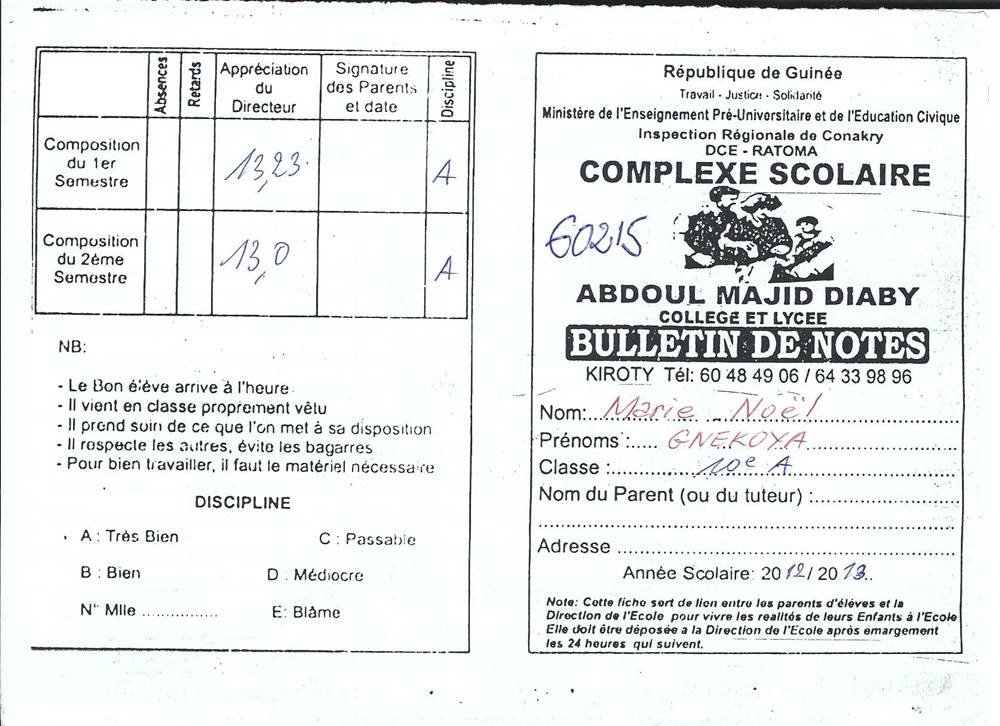 Absences
Retards
Appréciation du Directeur
Signature des Parents et date
Discipline
Composition du 1er Semestre
13,23
A
Composition du 2éme Semestre
13,0
A
NB:
- Le Bon élève arrive à l'heure
- Il vient en classe proprement vêtu
- Il prend soin de ce que l'on met à sa disposition
- Il respecte les autres, évite les bagarres
- Pour bien travailler, il faut le matériel nécessaire
DISCIPLINE
A : Très Bien
C : Passable
B : Bien
D : Médiocre
N° Mlle ..............
E: Blâme
République de Guinée
Travail - Justice - Solidarité
Ministère de l'Enseignement Pré-Universitaire et de l'Education Civique
Inspection Régionale de Conakry
DCE - RATOMA
COMPLEXE SCOLAIRE
60215
ABDOUL MAJID DIABY
COLLEGE ET LYCEE
BULLETIN DE NOTES
KIROTY Tél: 60 48 49 06 / 64 33 98 96
Nom: Marie Noël
Prénoms : GNEKOYA
Classe : 10e A
Nom du Parent (ou du tuteur) :
Adresse
Année Scolaire: 2012/ 2013..
Note: Cette fiche sert de lien entre les parents d'élèves et la
Direction de l'Ecole pour vivre les realités de leurs Enfants à l'Ecole
Elle doit être déposée a la Direction de l'Ecole après émargement
les 24 heures qui suivent.